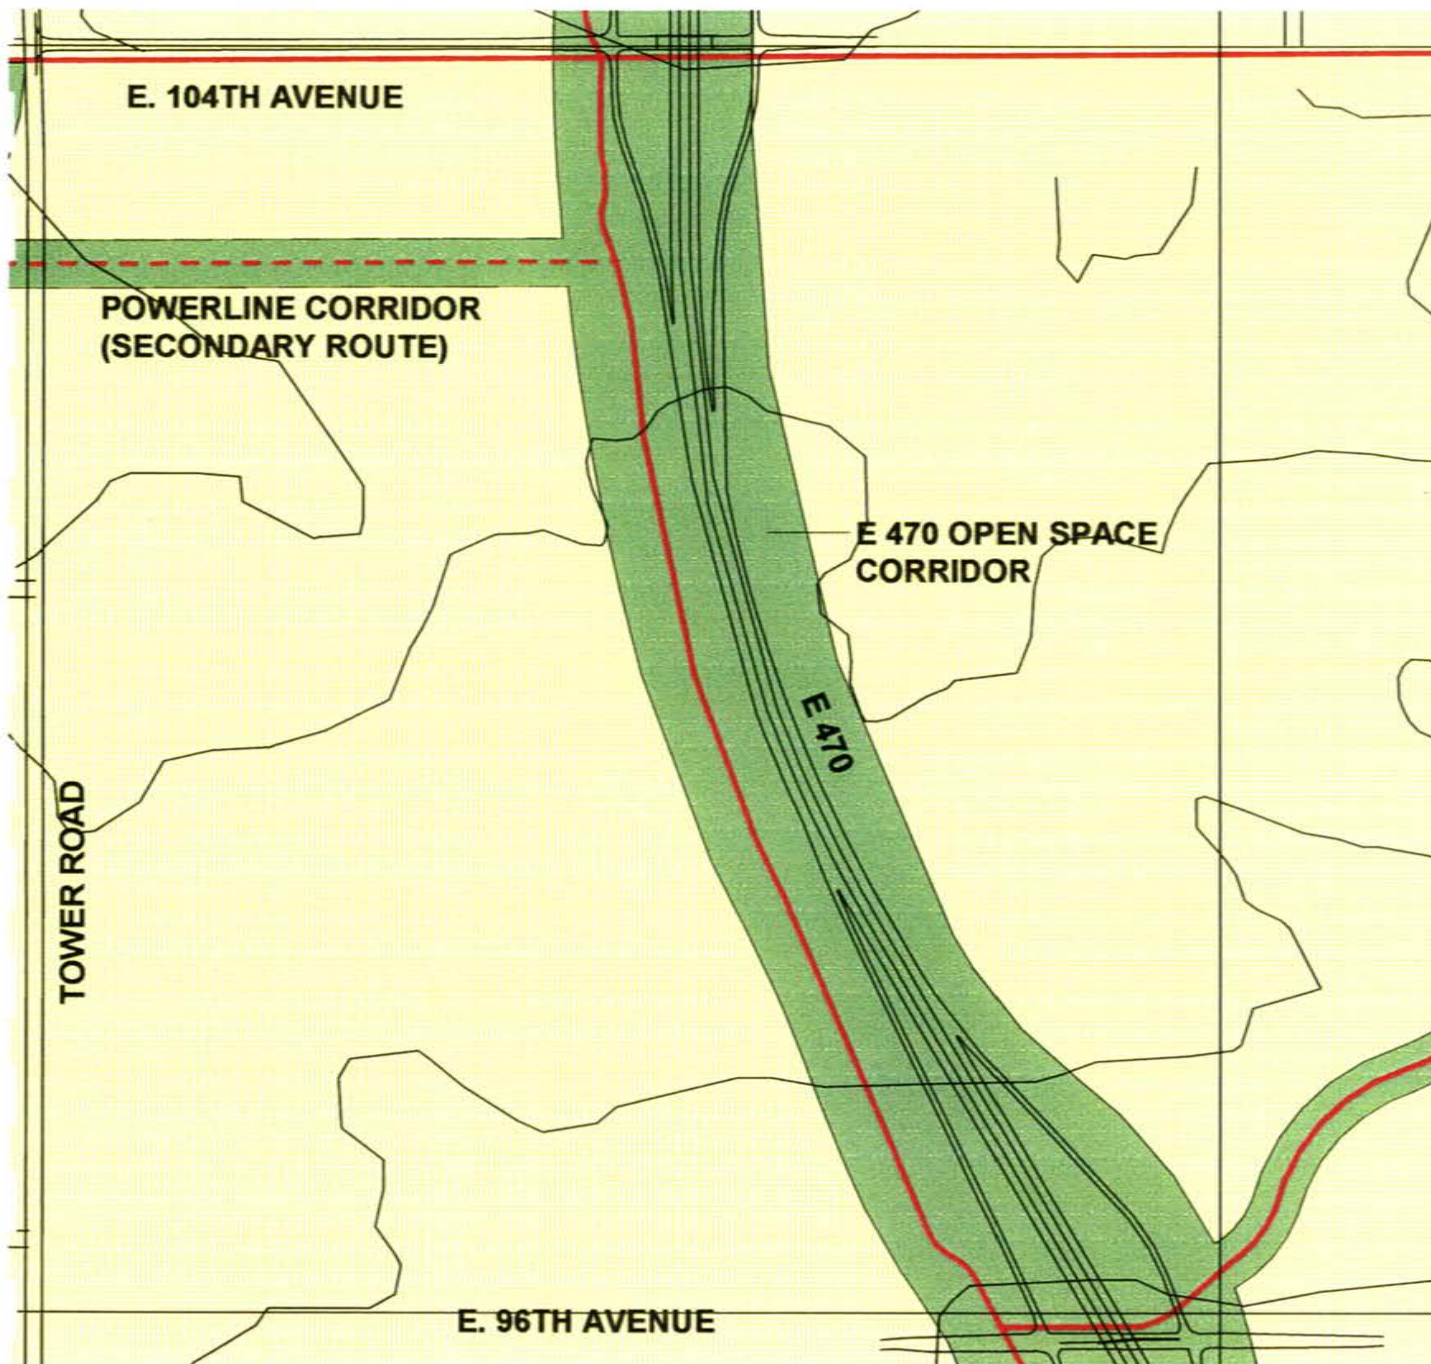 E. 104TH AVENUE
POWERLINE CORRIDOR
(SECONDARY ROUTE)
E 470 OPEN SPACE
CORRIDOR
E 470
TOWER ROAD
E. 96TH AVENUE